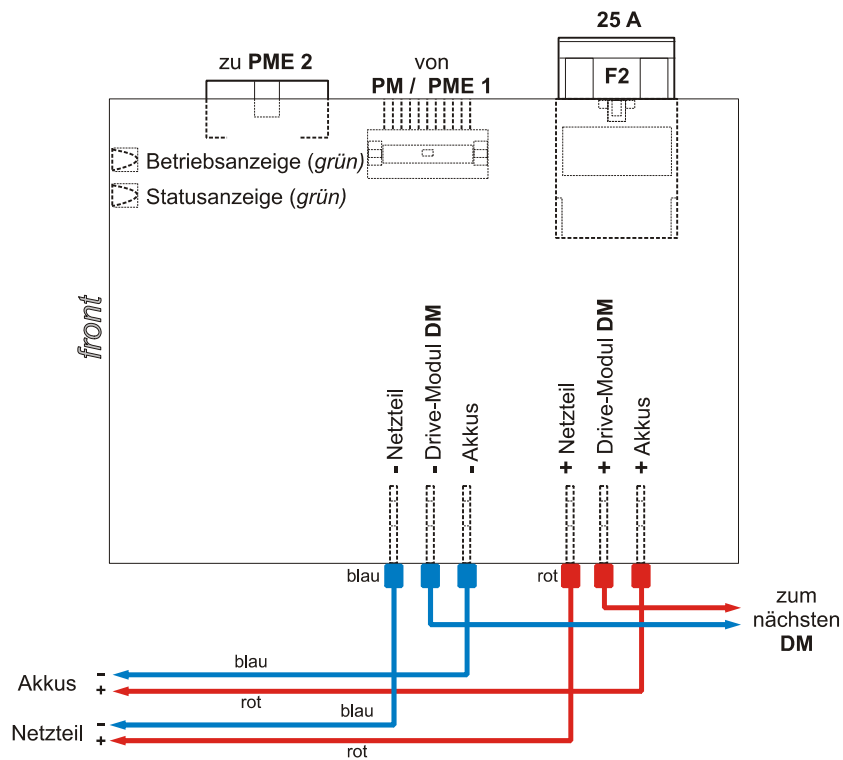 25 A
zu PME 2
von
PM / PME 1
F2
Betriebsanzeige (grün)
Statusanzeige (grün)
front
- Netzteil
- Drive-Modul DM
- Akkus
+ Netzteil
+ Drive-Modul DM
+ Akkus
blau
rot
zum
nächsten
DM
blau
Akkus
-
+
rot
blau
Netzteil
-
+
rot